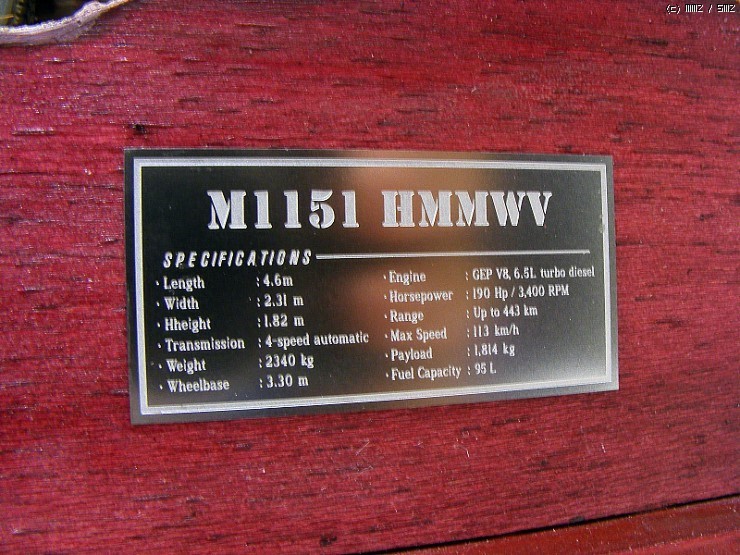 M1151 HMMWV
SPECIFICATIONS
· Length : 4.6m
· Width : 2.31 m
· Hheight : 1.82 m
· Transmission : 4-speed automatic
· Weight : 2340 kg
· Wheelbase : 3.30 m
· Engine : GEP V8, 6.5L turbo diesel
· Horsepower : 190 Hp / 3,400 RPM
· Range : Up to 443 km
· Max Speed : 113 km/h
· Payload : 1,814 kg
· Fuel Capacity : 95 L